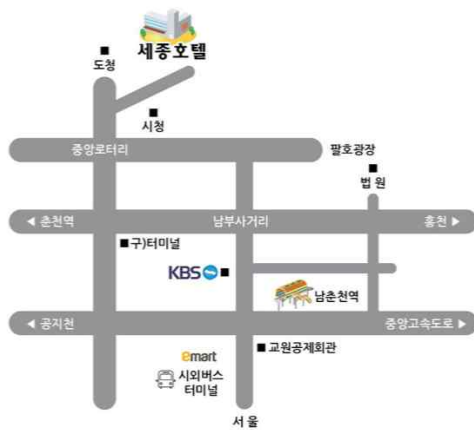 세종호텔
■
도청
■
시청
중앙로터리
팔호광장
■
법 원
◀ 춘천역
남부사거리
홍천 ▶
■구)터미널
KBS ■
남춘천역
◀ 공지천
중앙고속도로 ▶
emart
■ 교원공제회관
시외버스
터미널
서 울